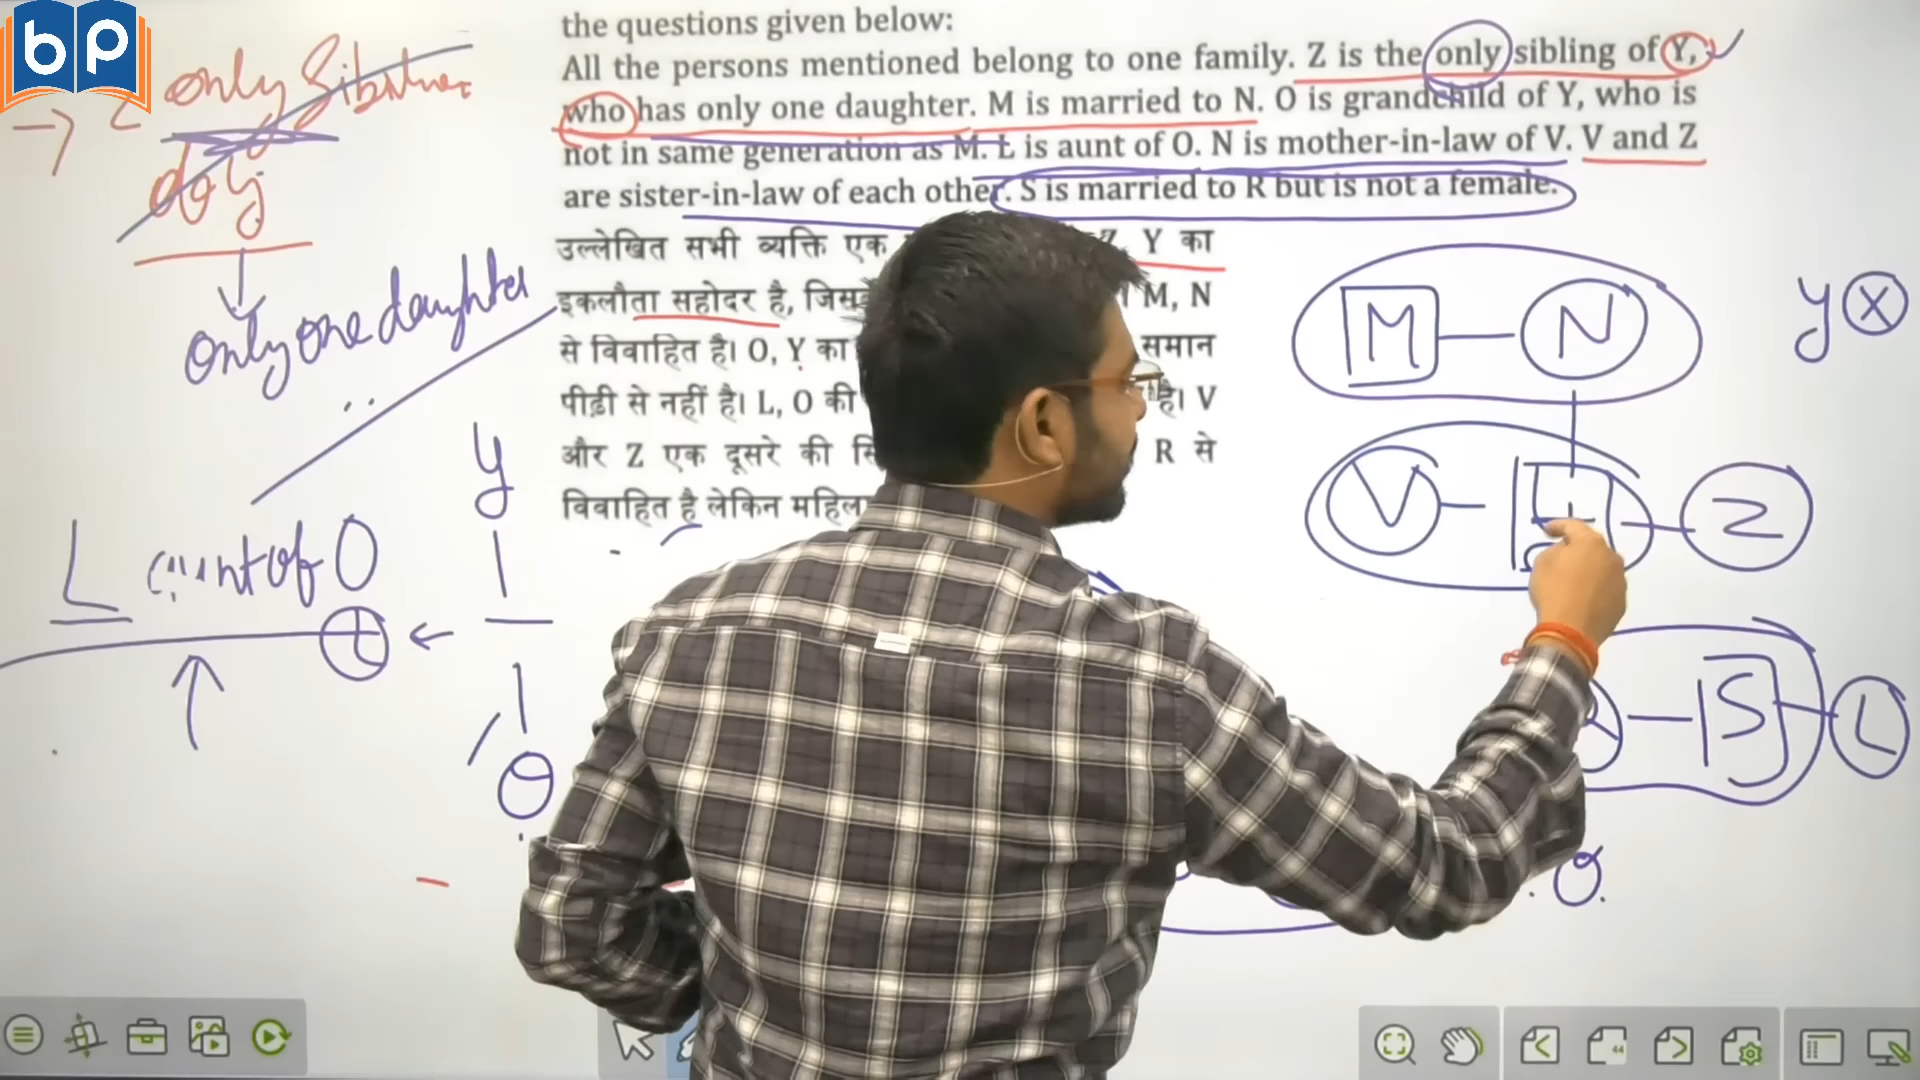 bp
the questions given below:
All the persons mentioned belong to one family. Z is the only sibling of Y,
who has only one daughter. M is married to N. O is grandchild of Y, who is
not in same generation as M. L is aunt of O. N is mother-in-law of V. V and Z
are sister-in-law of each other. S is married to R but is not a female.
उल्लेखित सभी व्यक्ति एक Z, Y का
इकलौता सहोदर है, M, N
से विवाहित है। O, Y का समान
पीढ़ी से नहीं है। L, O की है। V
और Z एक दूसरे की R से
विवाहित है लेकिन
only
only one daughter
Y
L aunt of O
O
M N
y X
V Z
S L
O
44